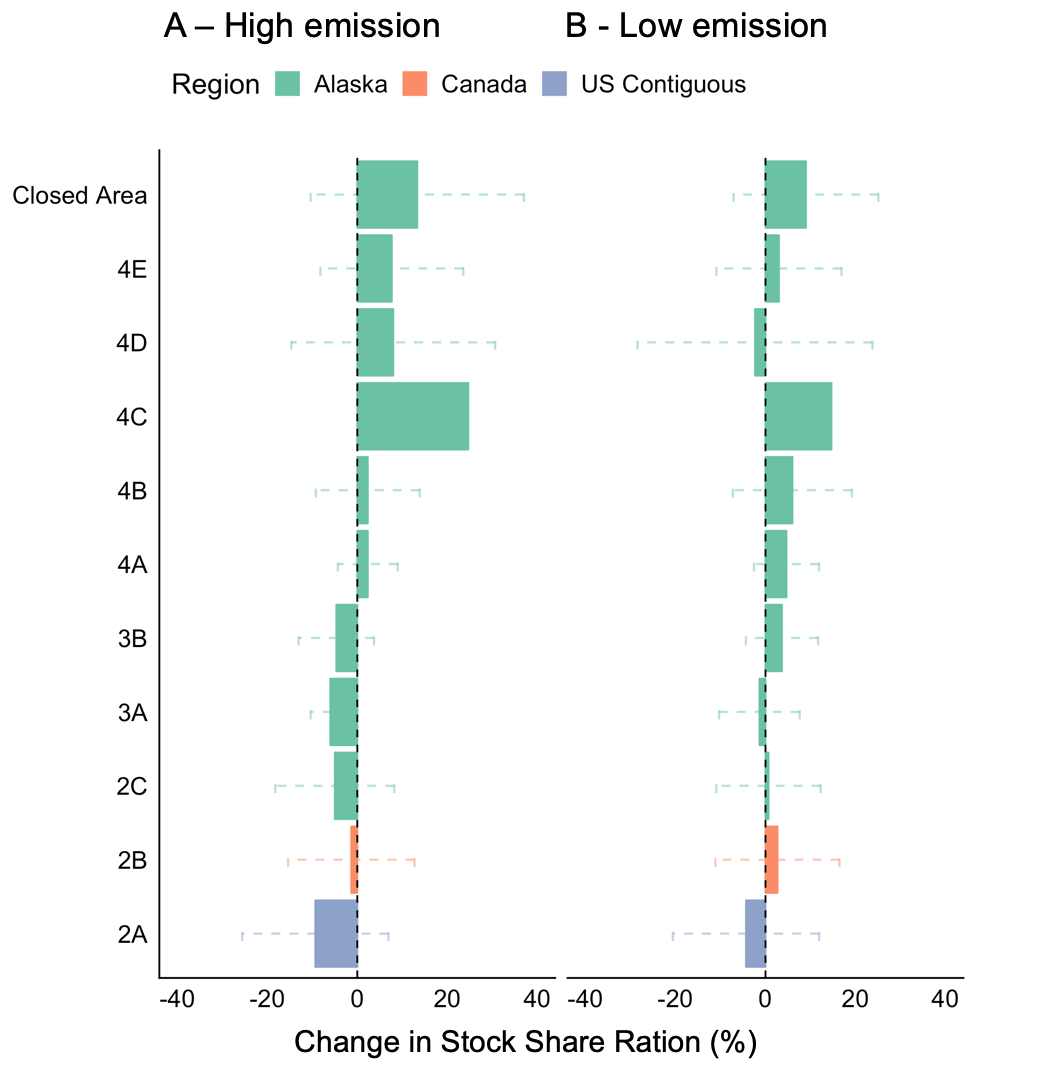 A – High emission
B - Low emission
Region Alaska Canada US Contiguous
Closed Area
4E
4D
4C
4B
4A
3B
3A
2C
2B
2A
-40 -20 0 20 40
-40 -20 0 20 40
Change in Stock Share Ration (%)